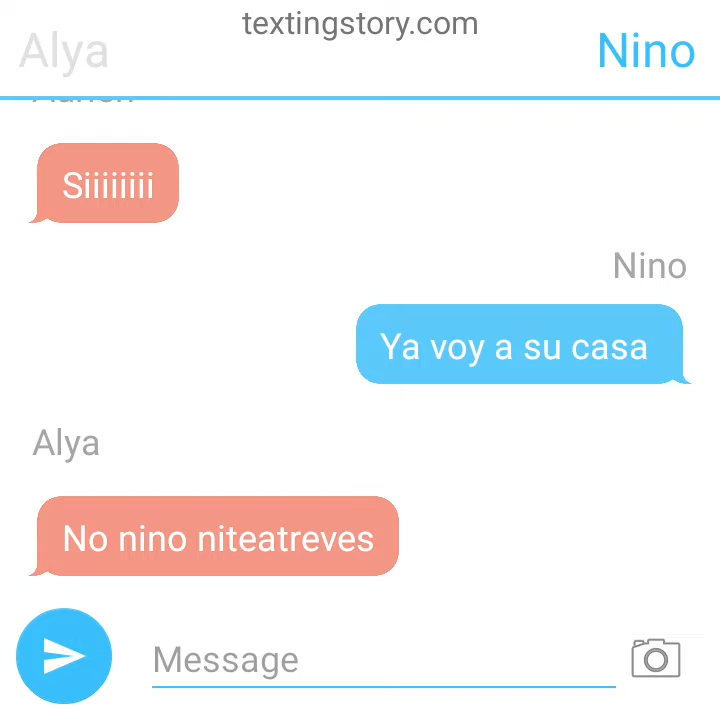 textingstory.com
Alya
Nino
Siiiiiiii
Nino
Ya voy a su casa
Alya
No nino niteatreves
Message